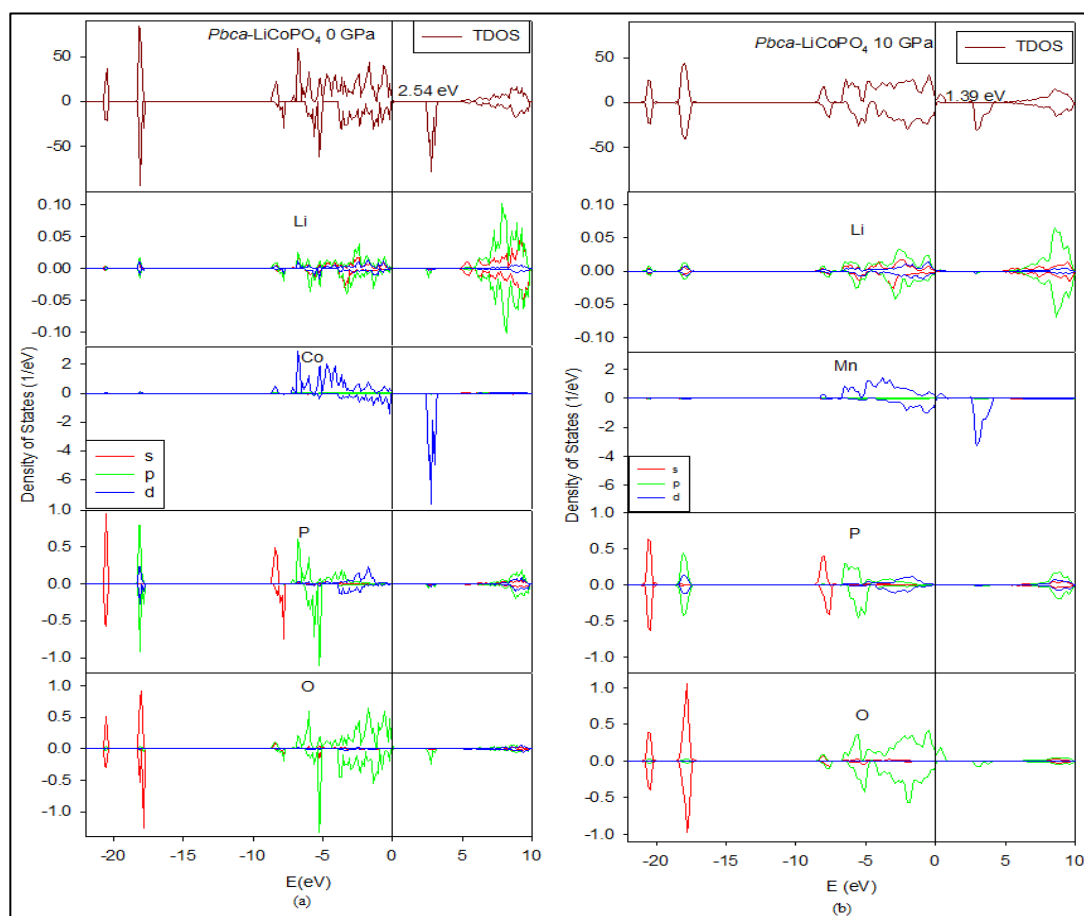 Pbca-LiCoPO4 0 GPa
TDOS
2.54 eV
50
0
-50
Li
0.10
0.05
0.00
-0.05
-0.10
Co
2
0
-2
-4
-6
s
p
d
P
1.0
0.5
0.0
-0.5
-1.0
O
1.0
0.5
0.0
-0.5
-1.0
Density of States (1/eV)
-20 -15 -10 -5 0 5 10
E(eV)
(a)
Pbca-LiCoPO4 10 GPa
TDOS
1.39 eV
50
0
-50
Li
0.10
0.05
0.00
-0.05
-0.10
Mn
2
0
-2
-4
-6
s
p
d
P
1.0
0.5
0.0
-0.5
-1.0
O
1.0
0.5
0.0
-0.5
-1.0
Density of States (1/eV)
-20 -15 -10 -5 0 5 10
E (eV)
(b)